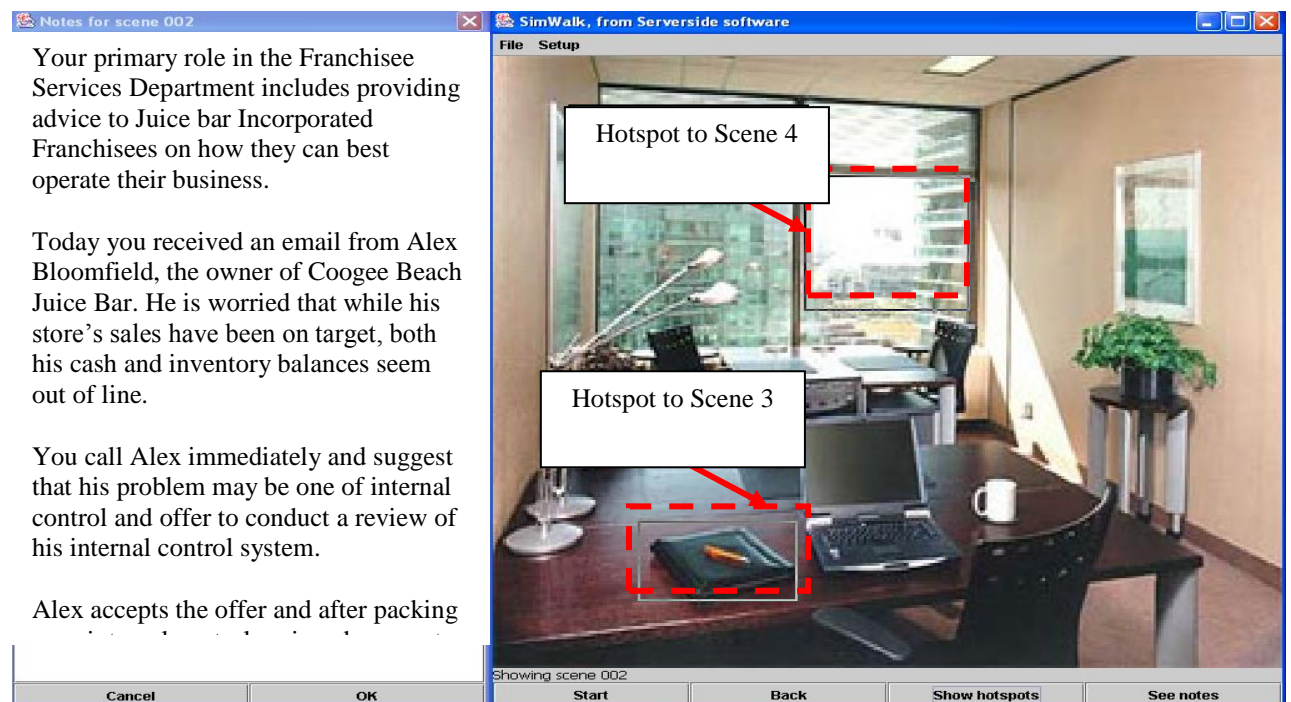 Notes for scene 002
Your primary role in the Franchisee
Services Department includes providing
advice to Juice bar Incorporated
Franchisees on how they can best
operate their business.
Today you received an email from Alex
Bloomfield, the owner of Coogee Beach
Juice Bar. He is worried that while his
store’s sales have been on target, both
his cash and inventory balances seem
out of line.
You call Alex immediately and suggest
that his problem may be one of internal
control and offer to conduct a review of
his internal control system.
Alex accepts the offer and after packing
Cancel
OK
SimWalk, from Serverside software
File Setup
Hotspot to Scene 4
Hotspot to Scene 3
Showing scene 002
Start
Back
Show hotspots
See notes